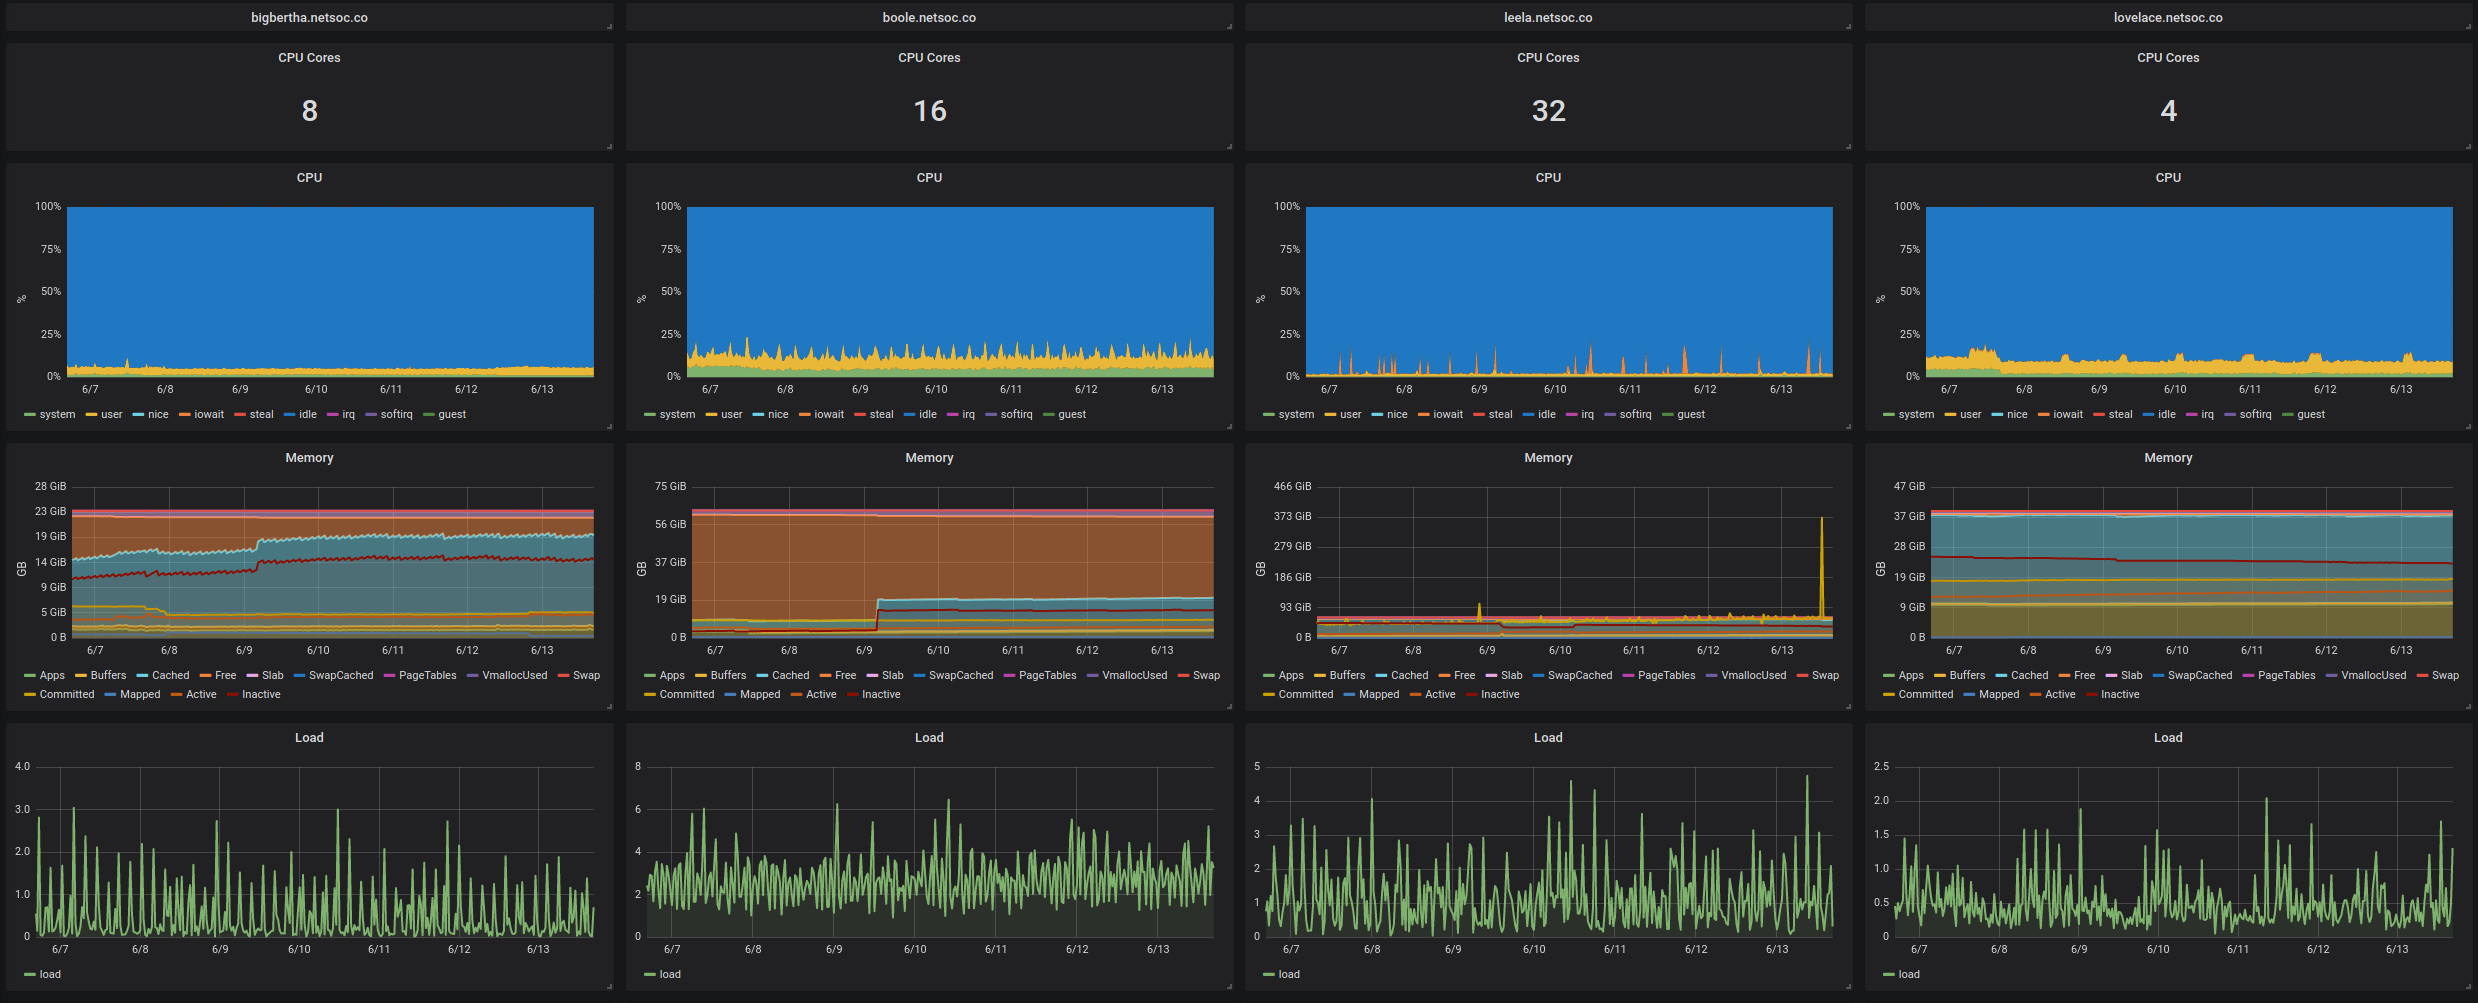 bigbertha.netsoc.co boole.netsoc.co leela.netsoc.co lovelace.netsoc.co
CPU Cores CPU Cores CPU Cores CPU Cores
8 16 32 4
CPU
100%
75%
50%
25%
0%
%
6/7 6/8 6/9 6/10 6/11 6/12 6/13
system user nice iowait steal idle irq softirq guest
CPU
100%
75%
50%
25%
0%
%
6/7 6/8 6/9 6/10 6/11 6/12 6/13
system user nice iowait steal idle irq softirq guest
CPU
100%
75%
50%
25%
0%
%
6/7 6/8 6/9 6/10 6/11 6/12 6/13
system user nice iowait steal idle irq softirq guest
CPU
100%
75%
50%
25%
0%
%
6/7 6/8 6/9 6/10 6/11 6/12 6/13
system user nice iowait steal idle irq softirq guest
Memory
28 GiB
23 GiB
19 GiB
14 GiB
9 GiB
5 GiB
0 B
GB
6/7 6/8 6/9 6/10 6/11 6/12 6/13
Apps Buffers Cached Free Slab SwapCached PageTables VmallocUsed Swap
Committed Mapped Active Inactive
Memory
75 GiB
56 GiB
37 GiB
19 GiB
0 B
GB
6/7 6/8 6/9 6/10 6/11 6/12 6/13
Apps Buffers Cached Free Slab SwapCached PageTables VmallocUsed Swap
Committed Mapped Active Inactive
Memory
466 GiB
373 GiB
279 GiB
186 GiB
93 GiB
0 B
GB
6/7 6/8 6/9 6/10 6/11 6/12 6/13
Apps Buffers Cached Free Slab SwapCached PageTables VmallocUsed Swap
Committed Mapped Active Inactive
Memory
47 GiB
37 GiB
28 GiB
19 GiB
9 GiB
0 B
GB
6/7 6/8 6/9 6/10 6/11 6/12 6/13
Apps Buffers Cached Free Slab SwapCached PageTables VmallocUsed Swap
Committed Mapped Active Inactive
Load
4.0
3.0
2.0
1.0
0
6/7 6/8 6/9 6/10 6/11 6/12 6/13
load
Load
8
6
4
2
0
6/7 6/8 6/9 6/10 6/11 6/12 6/13
load
Load
5
4
3
2
1
0
6/7 6/8 6/9 6/10 6/11 6/12 6/13
load
Load
2.5
2.0
1.5
1.0
0.5
0
6/7 6/8 6/9 6/10 6/11 6/12 6/13
load